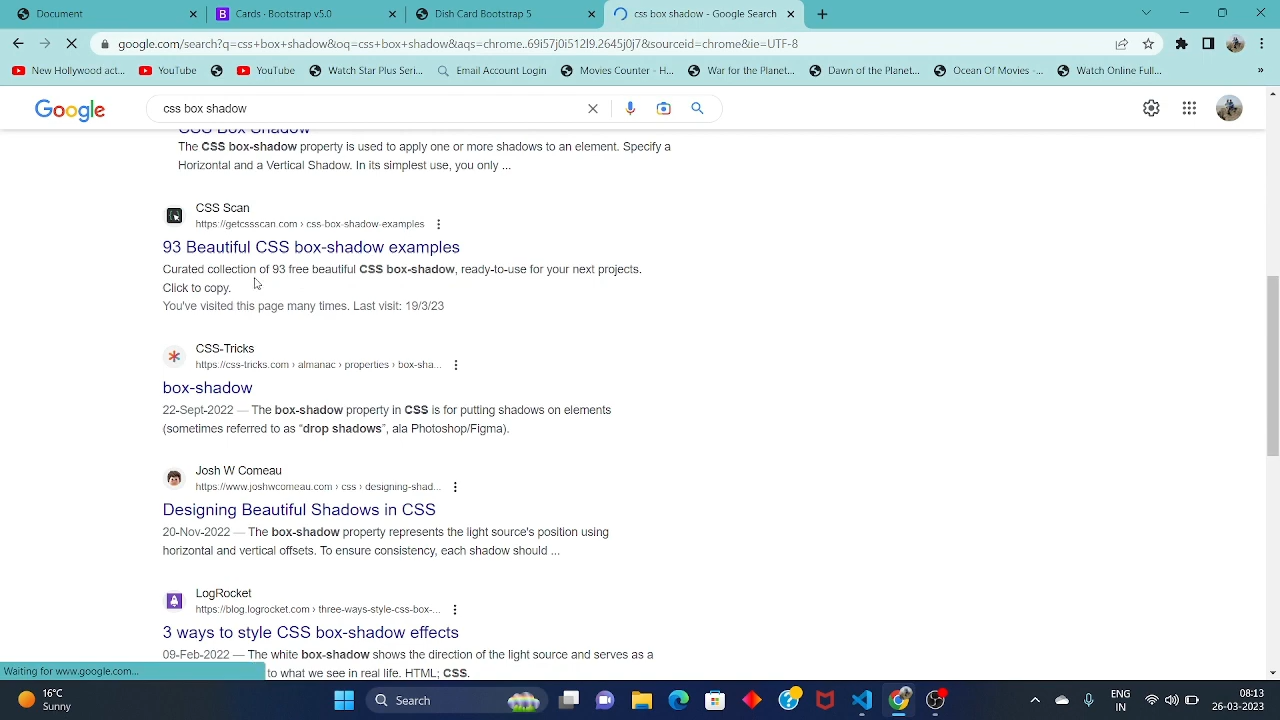 Document
Cards · Bootstrap v5.0
Dish Card Bootstrap 5
css box shadow - Google Search
google.com/search?q=css+box+shadow&oq=css+box+shadow&aqs=chrome..69i57j0i512l9.2645j0j7&sourceid=chrome&ie=UTF-8
New Hollywood act...
YouTube
YouTube
Watch Star Plus Seri...
Email Account Login
Movies Counter - H...
War for the Planet...
Dawn of the Planet...
Ocean Of Movies -...
Watch Online Full...
Google
css box shadow
CSS Box Shadow
The CSS box-shadow property is used to apply one or more shadows to an element. Specify a
Horizontal and a Vertical Shadow. In its simplest use, you only ...
CSS Scan
https://getcssscan.com › css-box-shadow-examples
93 Beautiful CSS box-shadow examples
Curated collection of 93 free beautiful CSS box-shadow, ready-to-use for your next projects.
Click to copy.
You've visited this page many times. Last visit: 19/3/23
CSS-Tricks
https://css-tricks.com › almanac › properties › box-sha...
box-shadow
22-Sept-2022 — The box-shadow property in CSS is for putting shadows on elements
(sometimes referred to as “drop shadows”, ala Photoshop/Figma).
Josh W Comeau
https://www.joshwcomeau.com › css › designing-shad...
Designing Beautiful Shadows in CSS
20-Nov-2022 — The box-shadow property represents the light source's position using
horizontal and vertical offsets. To ensure consistency, each shadow should ...
LogRocket
https://blog.logrocket.com › three-ways-style-css-box-...
3 ways to style CSS box-shadow effects
09-Feb-2022 — The white box-shadow shows the direction of the light source and serves as a
to what we see in real life. HTML; CSS.
Waiting for www.google.com...
16°C
Sunny
Search
ENG
IN
08:13
26-03-2023